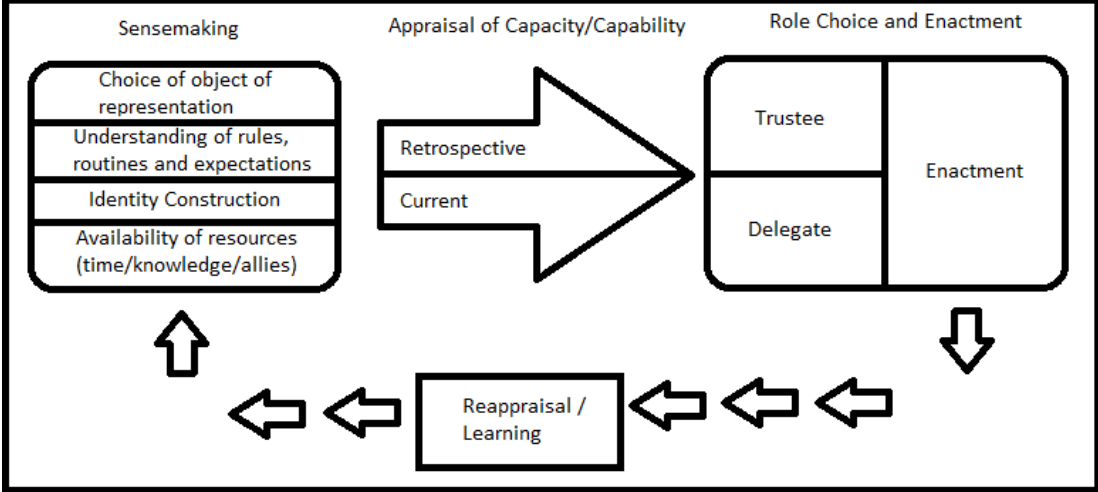 Sensemaking
Appraisal of Capacity/Capability
Role Choice and Enactment
Choice of object of
representation
Understanding of rules,
routines and expectations
Identity Construction
Availability of resources
(time/knowledge/allies)
Retrospective
Current
Trustee
Delegate
Enactment
Reappraisal /
Learning